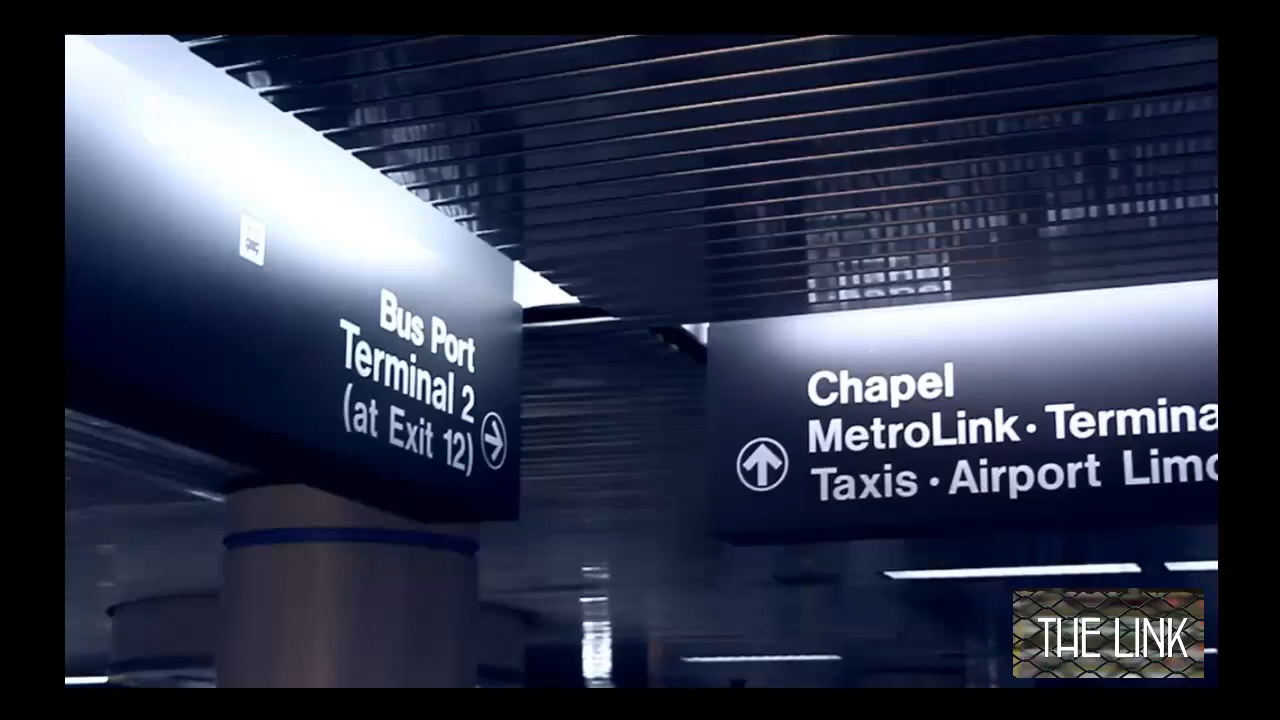 Bus Port
Terminal 2
(at Exit 12)
Chapel
MetroLink · Termina
Taxis · Airport Limo
THE LINK